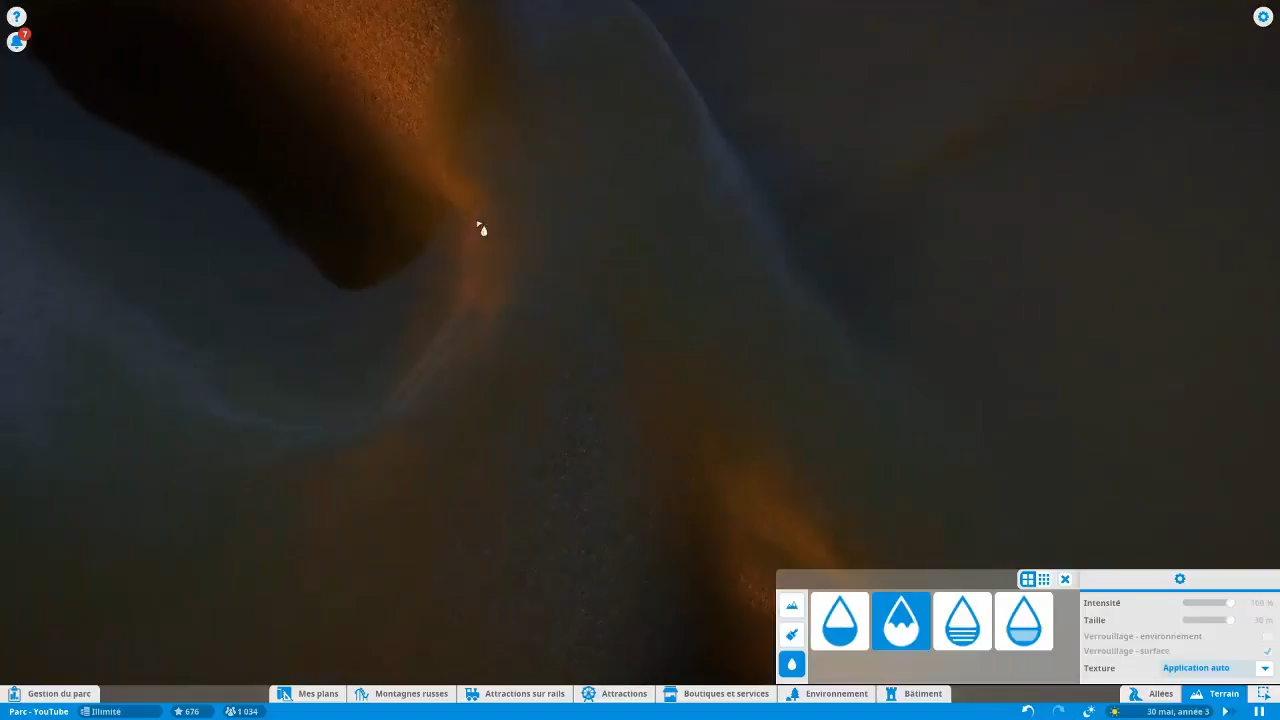 ?
7
Intensité 100 %
Taille 30 m
Verrouillage - environnement
Verrouillage - surface
Texture Application auto
Gestion du parc Mes plans Montagnes russes Attractions sur rails Attractions Boutiques et services Environnement Bâtiment Allées Terrain
Parc - YouTube Illimité 676 1 034 30 mai, année 3